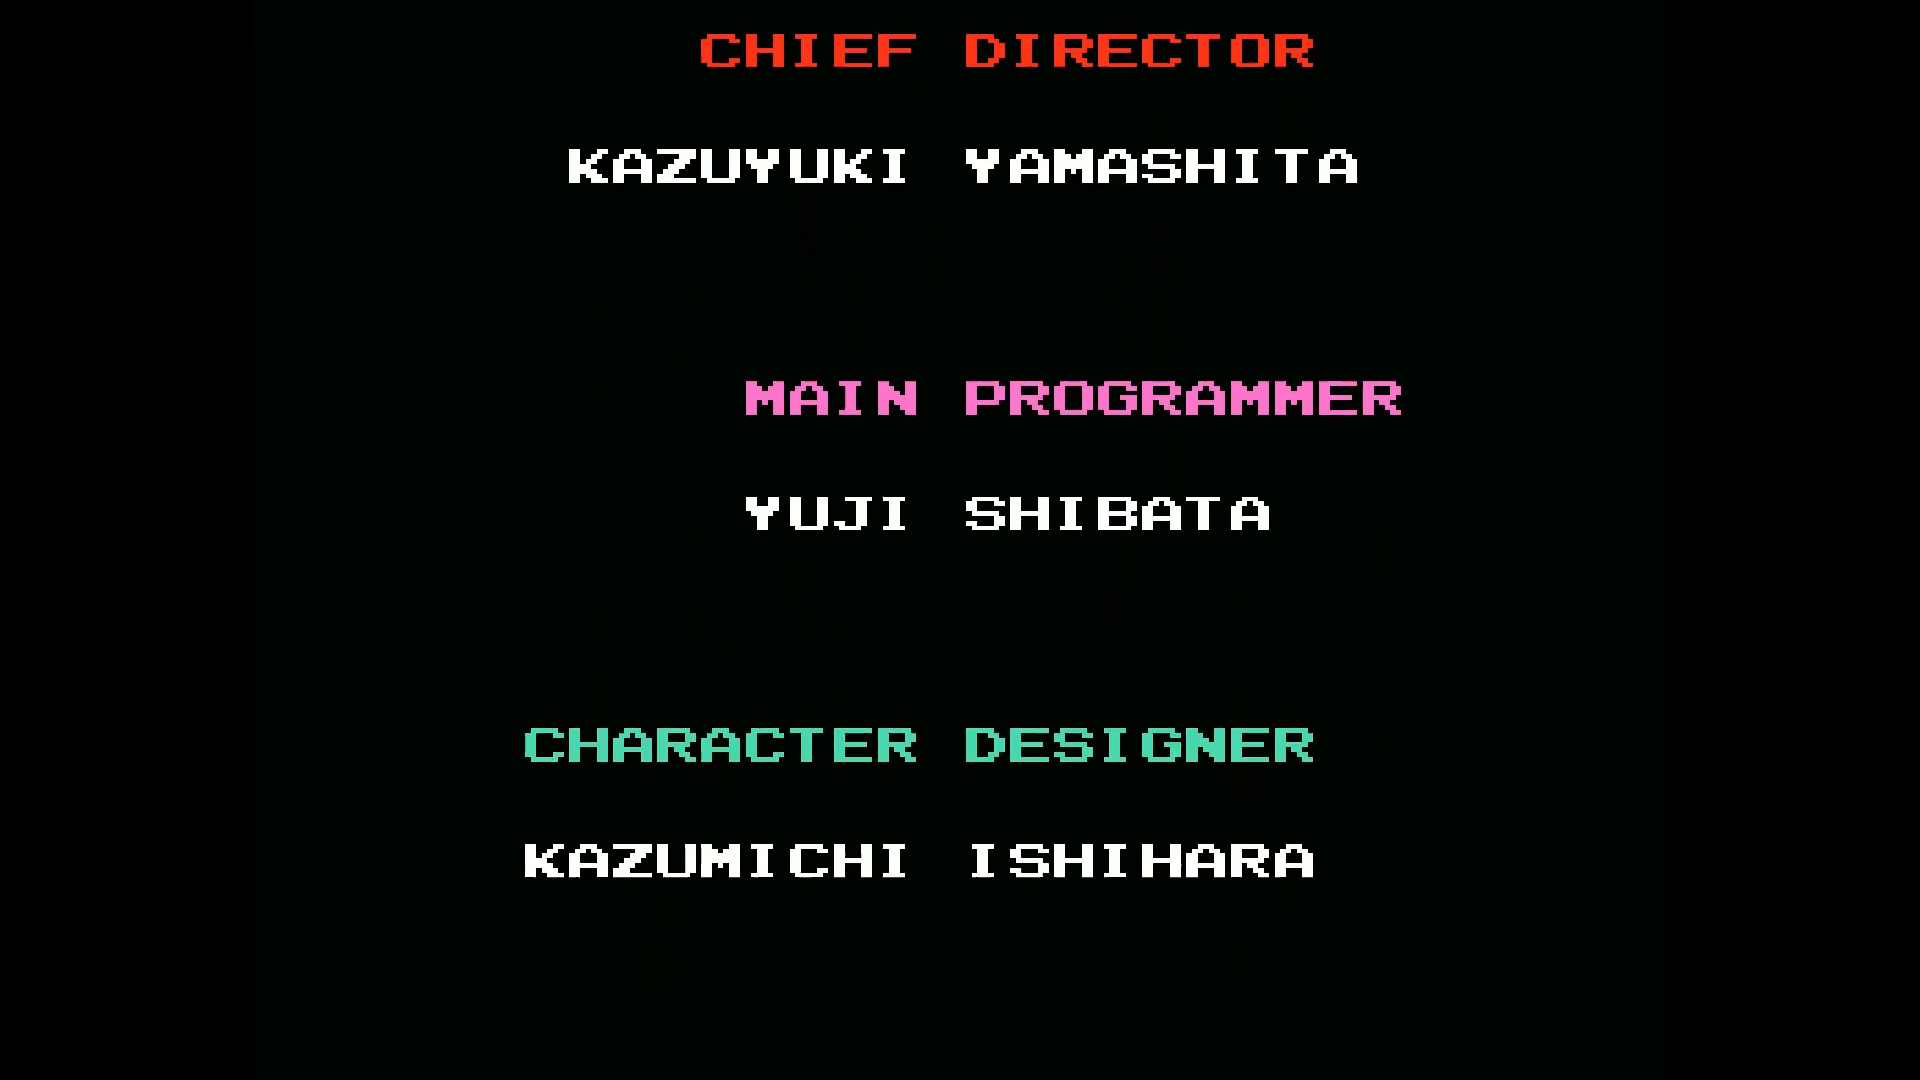 CHIEF DIRECTOR
KAZUYUKI YAMASHITA
MAIN PROGRAMMER
YUJI SHIBATA
CHARACTER DESIGNER
KAZUMICHI ISHIHARA